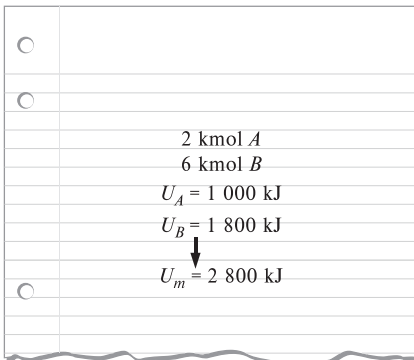 2 kmol A
6 kmol B
U_A = 1 000 kJ
U_B = 1 800 kJ
U_m = 2 800 kJ